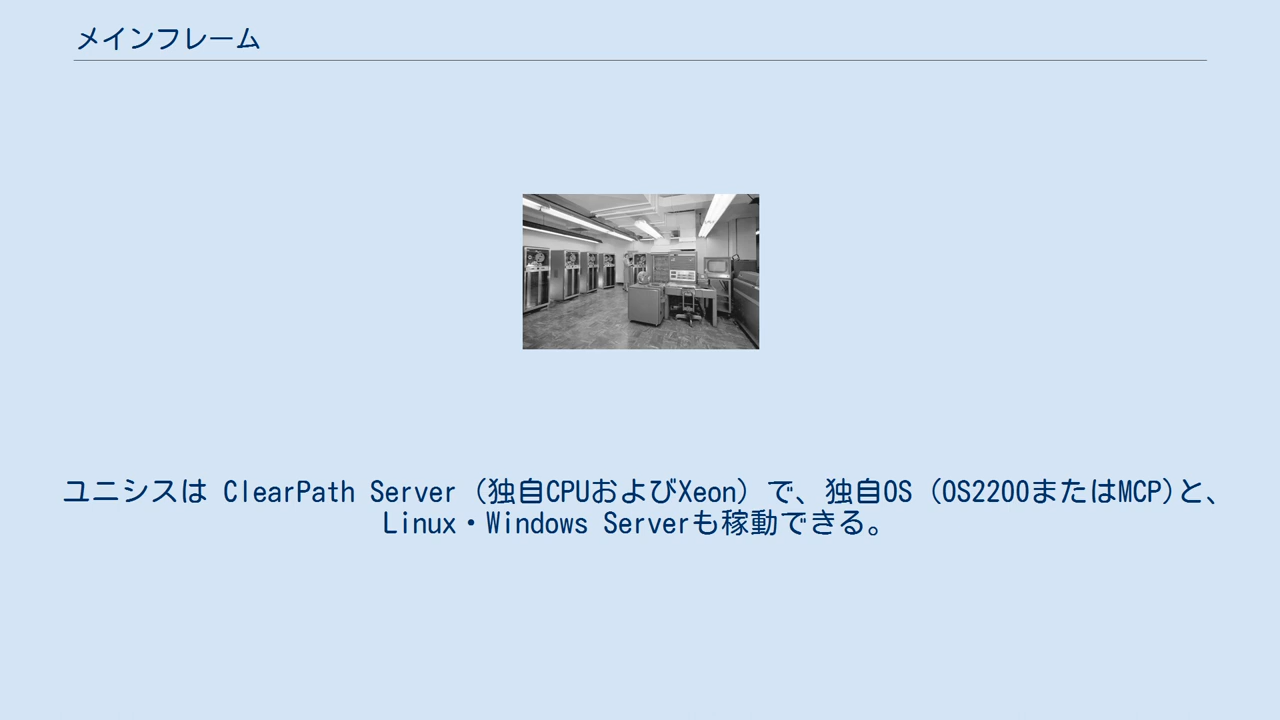 メインフレーム
ユニシスは ClearPath Server（独自CPUおよびXeon）で、独自OS（OS2200またはMCP)と、
Linux・Windows Serverも稼動できる。